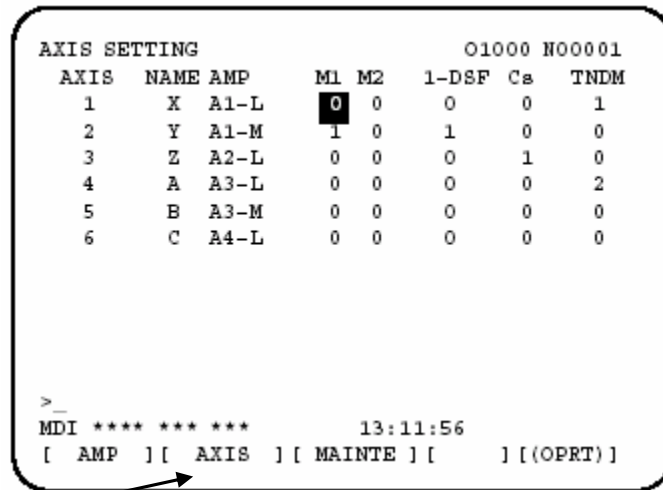 AXIS SETTING O1000 N00001
AXIS NAME AMP M1 M2 1-DSF Cs TNDM
1 X A1-L 0 0 0 0 1
2 Y A1-M 1 0 1 0 0
3 Z A2-L 0 0 0 1 0
4 A A3-L 0 0 0 0 2
5 B A3-M 0 0 0 0 0
6 C A4-L 0 0 0 0 0
>_
MDI **** *** *** 13:11:56
[ AMP ][ AXIS ][ MAINTE ][ ][(OPRT)]